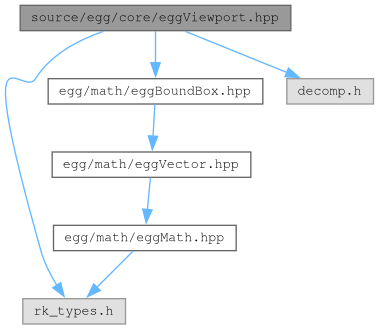 source/egg/core/eggViewport.hpp
egg/math/eggBoundBox.hpp
decomp.h
egg/math/eggVector.hpp
egg/math/eggMath.hpp
rk_types.h